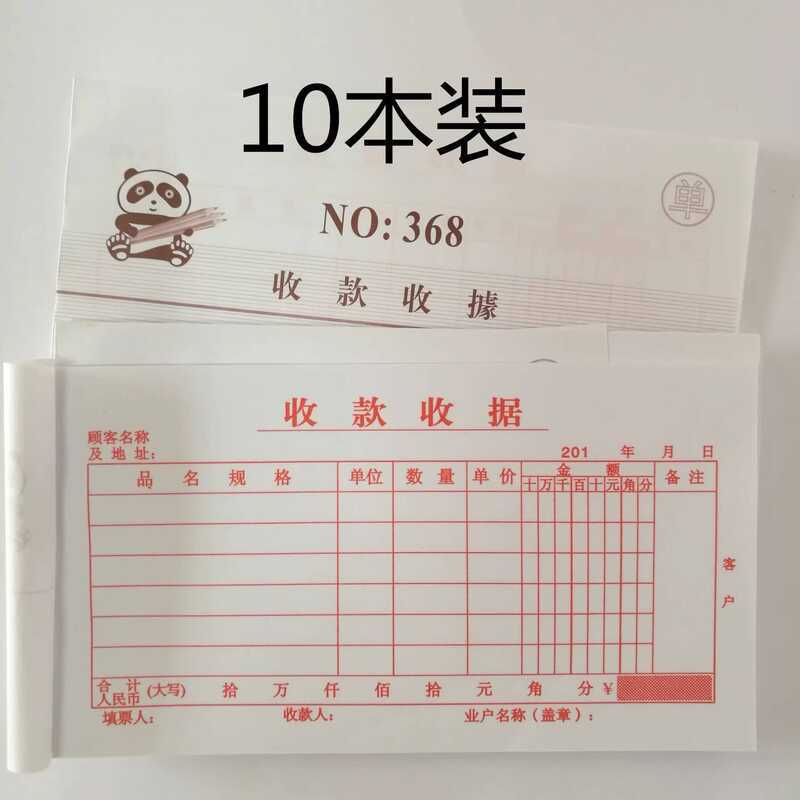 10本装
单
NO: 368
收款收據
收款收据
顾客名称
及地址:
201 年 月 日
品名规格 单位 数量 单价 金额 备注
十万千百十元角分
客户
合计
人民币 (大写) 拾 万 仟 佰 拾 元 角 分 ¥
填票人: 收款人: 业户名称(盖章):